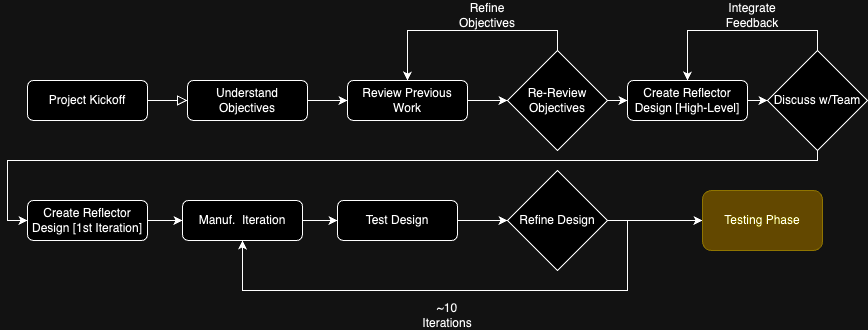 Refine
Objectives
Integrate
Feedback
Project Kickoff
Understand
Objectives
Review Previous
Work
Re-Review
Objectives
Create Reflector
Design [High-Level]
Discuss w/Team
Create Reflector
Design [1st Iteration]
Manuf. Iteration
Test Design
Refine Design
Testing Phase
~10
Iterations